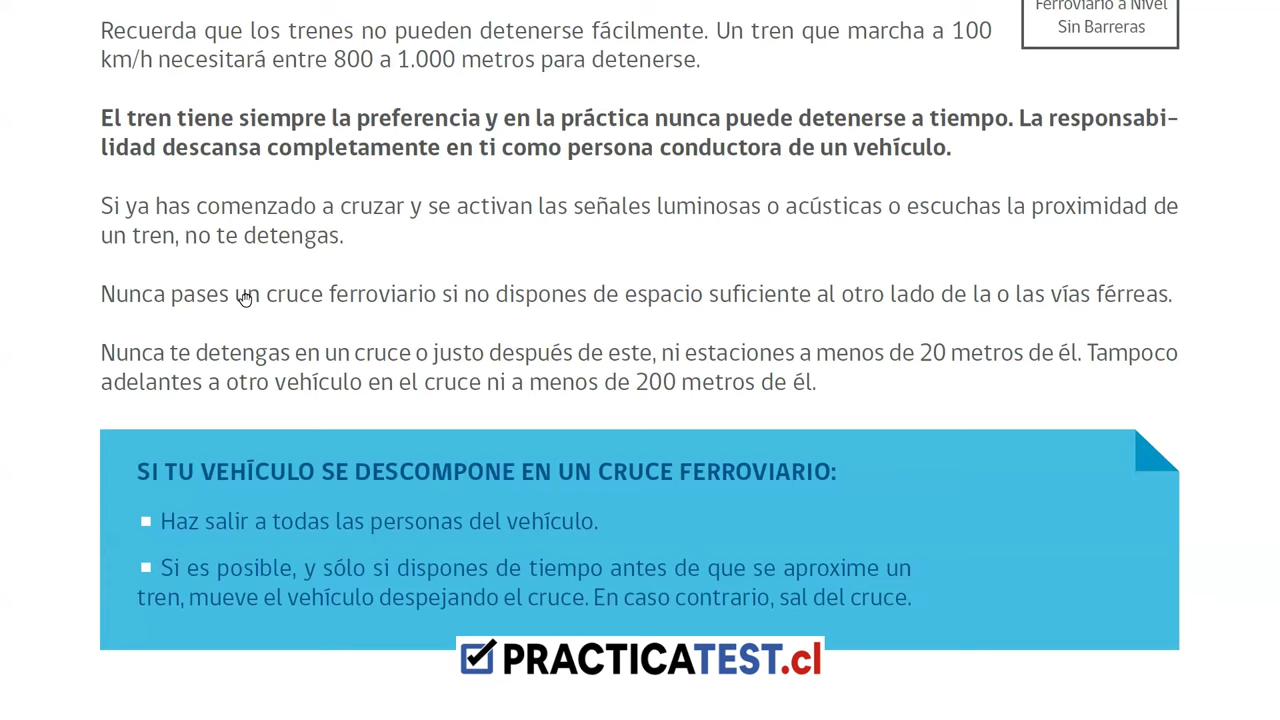 Ferroviario a Nivel
Sin Barreras
Recuerda que los trenes no pueden detenerse fácilmente. Un tren que marcha a 100
km/h necesitará entre 800 a 1.000 metros para detenerse.
El tren tiene siempre la preferencia y en la práctica nunca puede detenerse a tiempo. La responsabi-
lidad descansa completamente en ti como persona conductora de un vehículo.
Si ya has comenzado a cruzar y se activan las señales luminosas o acústicas o escuchas la proximidad de
un tren, no te detengas.
Nunca pases un cruce ferroviario si no dispones de espacio suficiente al otro lado de la o las vías férreas.
Nunca te detengas en un cruce o justo después de este, ni estaciones a menos de 20 metros de él. Tampoco
adelantes a otro vehículo en el cruce ni a menos de 200 metros de él.
SI TU VEHÍCULO SE DESCOMPONE EN UN CRUCE FERROVIARIO:
Haz salir a todas las personas del vehículo.
Si es posible, y sólo si dispones de tiempo antes de que se aproxime un
tren, mueve el vehículo despejando el cruce. En caso contrario, sal del cruce.
PRACTICATEST.cl